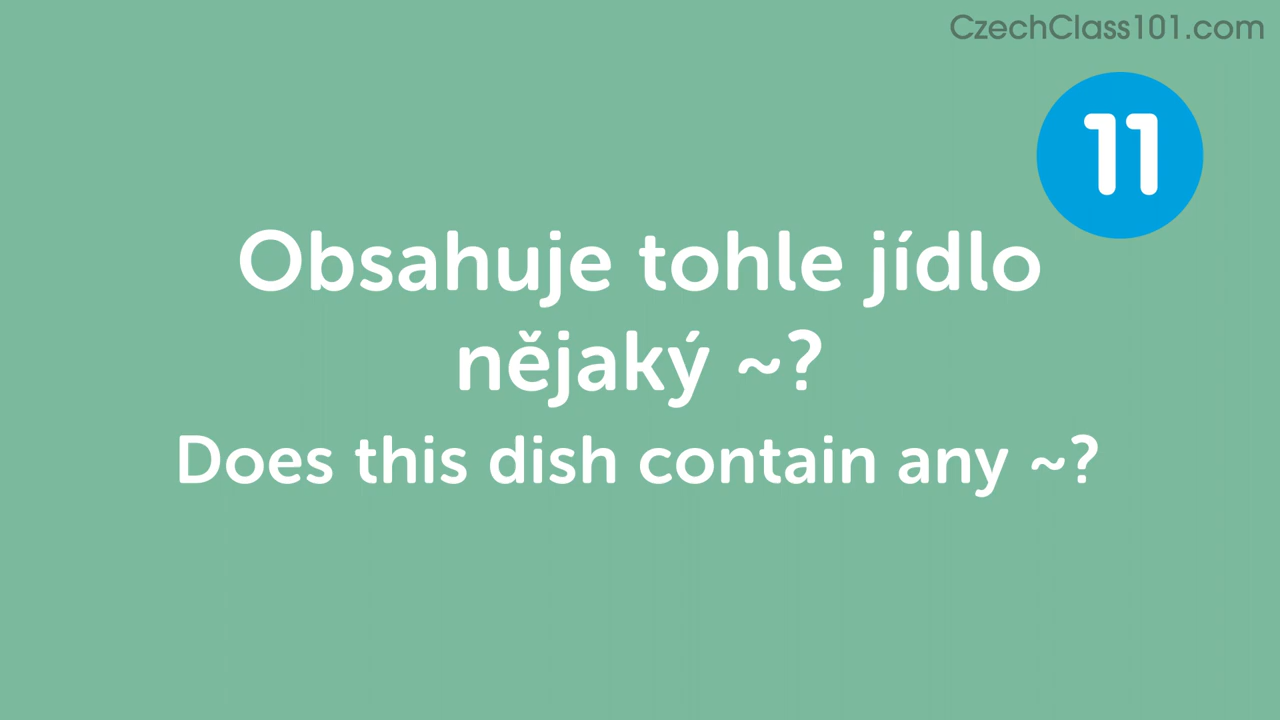 CzechClass101.com
11
Obsahuje tohle jídlo
nějaký ~?
Does this dish contain any ~?